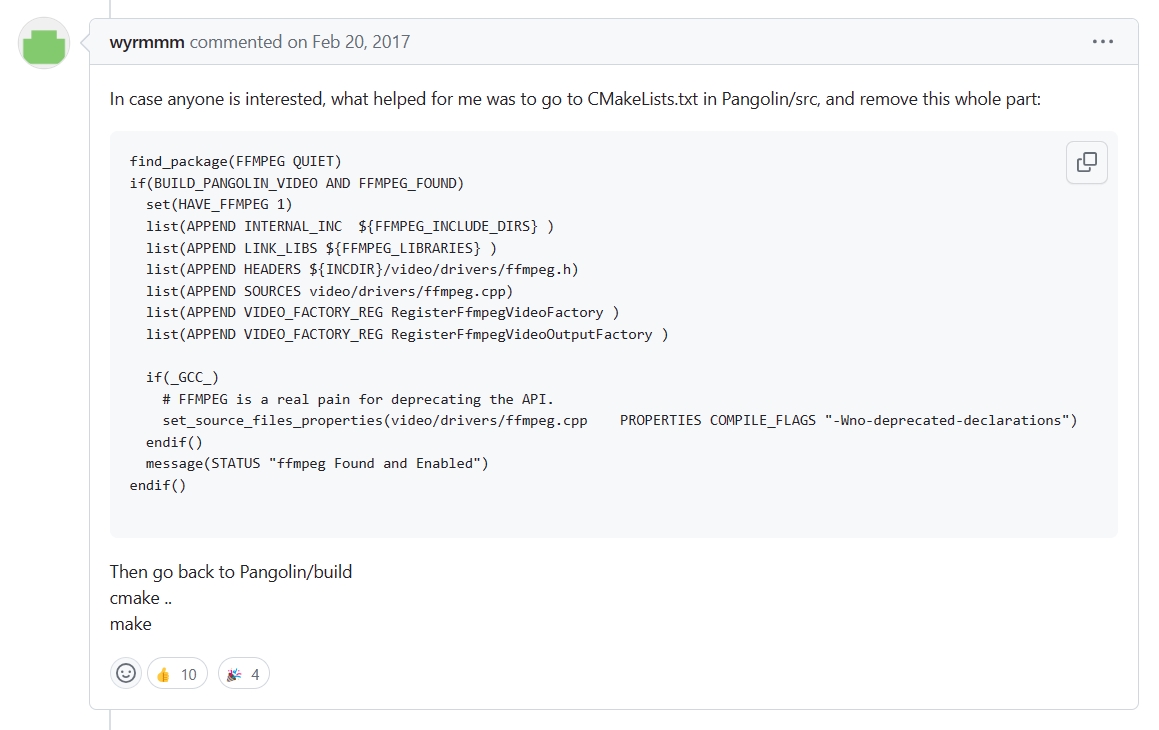 wyrmmm commented on Feb 20, 2017
In case anyone is interested, what helped for me was to go to CMakeLists.txt in Pangolin/src, and remove this whole part:
find_package(FFMPEG QUIET)
if(BUILD_PANGOLIN_VIDEO AND FFMPEG_FOUND)
  set(HAVE_FFMPEG 1)
  list(APPEND INTERNAL_INC  ${FFMPEG_INCLUDE_DIRS} )
  list(APPEND LINK_LIBS ${FFMPEG_LIBRARIES} )
  list(APPEND HEADERS ${INCDIR}/video/drivers/ffmpeg.h)
  list(APPEND SOURCES video/drivers/ffmpeg.cpp)
  list(APPEND VIDEO_FACTORY_REG RegisterFfmpegVideoFactory )
  list(APPEND VIDEO_FACTORY_REG RegisterFfmpegVideoOutputFactory )

  if(_GCC_)
    # FFMPEG is a real pain for deprecating the API.
    set_source_files_properties(video/drivers/ffmpeg.cpp    PROPERTIES COMPILE_FLAGS "-Wno-deprecated-declarations")
  endif()
  message(STATUS "ffmpeg Found and Enabled")
endif()
Then go back to Pangolin/build
cmake ..
make
10 4